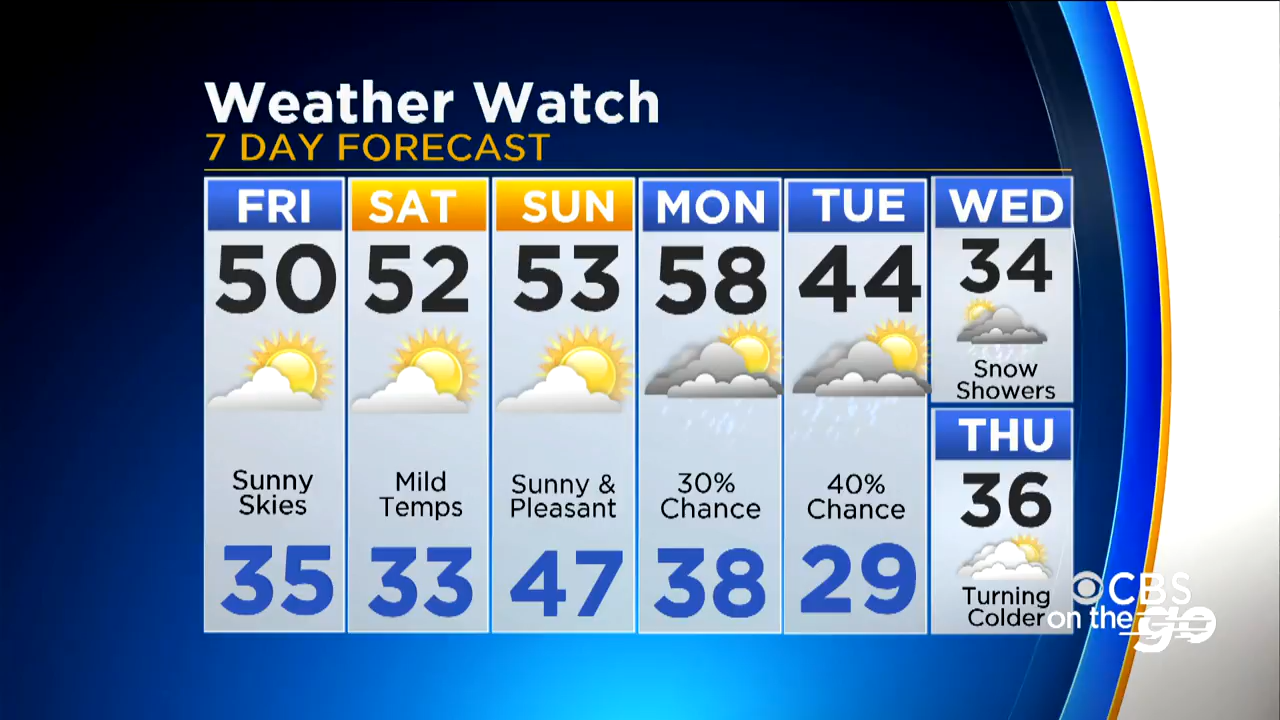 Weather Watch
7 DAY FORECAST
FRI
50
Sunny
Skies
35
SAT
52
Mild
Temps
33
SUN
53
Sunny &
Pleasant
47
MON
58
30%
Chance
38
TUE
44
40%
Chance
29
WED
34
Snow
Showers
THU
36
Turning
Colder
CBS
on the go